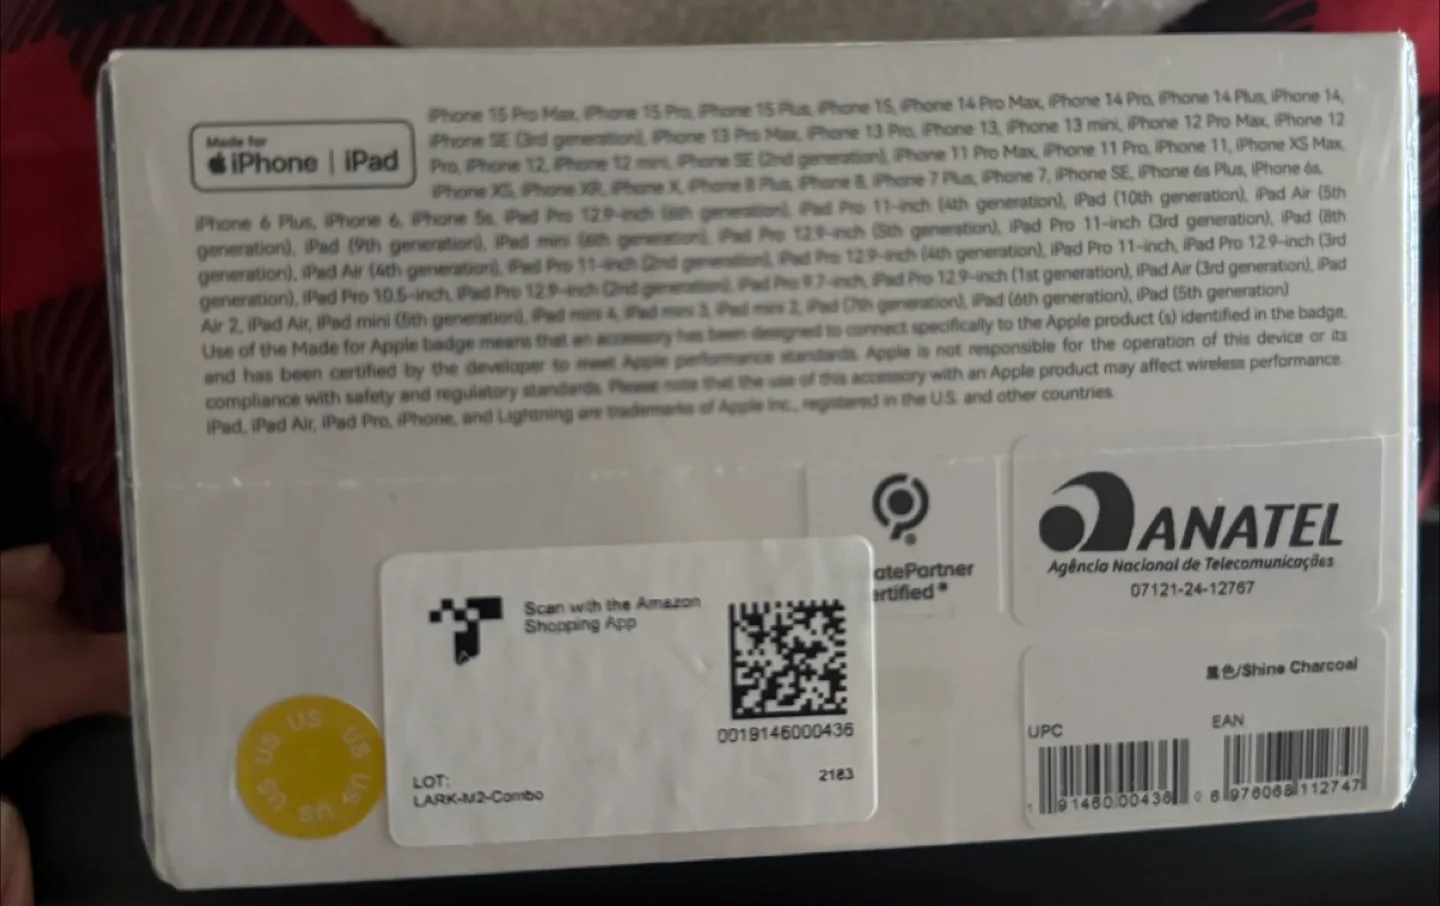 Made for
iPhone | iPad
iPhone 15 Pro Max, iPhone 15 Pro, iPhone 15 Plus, iPhone 15, iPhone 14 Pro Max, iPhone 14 Pro, iPhone 14 Plus, iPhone 14,
iPhone SE (3rd generation), iPhone 13 Pro Max, iPhone 13 Pro, iPhone 13, iPhone 13 mini, iPhone 12 Pro Max, iPhone 12
Pro, iPhone 12, iPhone 12 mini, iPhone SE (2nd generation), iPhone 11 Pro Max, iPhone 11 Pro, iPhone 11, iPhone XS Max,
iPhone XS, iPhone XR, iPhone X, iPhone 8 Plus, iPhone 8, iPhone 7 Plus, iPhone 7, iPhone SE, iPhone 6s Plus, iPhone 6s,
iPhone 6 Plus, iPhone 6, iPhone 5s, iPad Pro 12.9-inch (6th generation), iPad Pro 11-inch (4th generation), iPad (10th generation), iPad Air (5th
generation), iPad (9th generation), iPad mini (6th generation), iPad Pro 12.9-inch (5th generation), iPad Pro 11-inch (3rd generation), iPad (8th
generation), iPad Air (4th generation), iPad Pro 11-inch (2nd generation), iPad Pro 12.9-inch (4th generation), iPad Pro 11-inch, iPad Pro 12.9-inch (3rd
generation), iPad Pro 10.5-inch, iPad Pro 12.9-inch (2nd generation), iPad Pro 9.7-inch, iPad Pro 12.9-inch (1st generation), iPad Air (3rd generation), iPad
Air 2, iPad Air, iPad mini (5th generation), iPad mini 4, iPad mini 3, iPad mini 2, iPad (7th generation), iPad (6th generation), iPad (5th generation)
Use of the Made for Apple badge means that an accessory has been designed to connect specifically to the Apple product (s) identified in the badge,
and has been certified by the developer to meet Apple performance standards. Apple is not responsible for the operation of this device or its
compliance with safety and regulatory standards. Please note that the use of this accessory with an Apple product may affect wireless performance.
iPad, iPad Air, iPad Pro, iPhone, and Lightning are trademarks of Apple Inc., registered in the U.S. and other countries.
atePartner
ertified*
ANATEL
Agência Nacional de Telecomunicações
07121-24-12767
Scan with the Amazon
Shopping App
0019146000436
LOT:
LARK-M2-Combo
2183
US US US US US US
黑色/Shine Charcoal
UPC
EAN
1 91460 00436 0
6 976068 112747